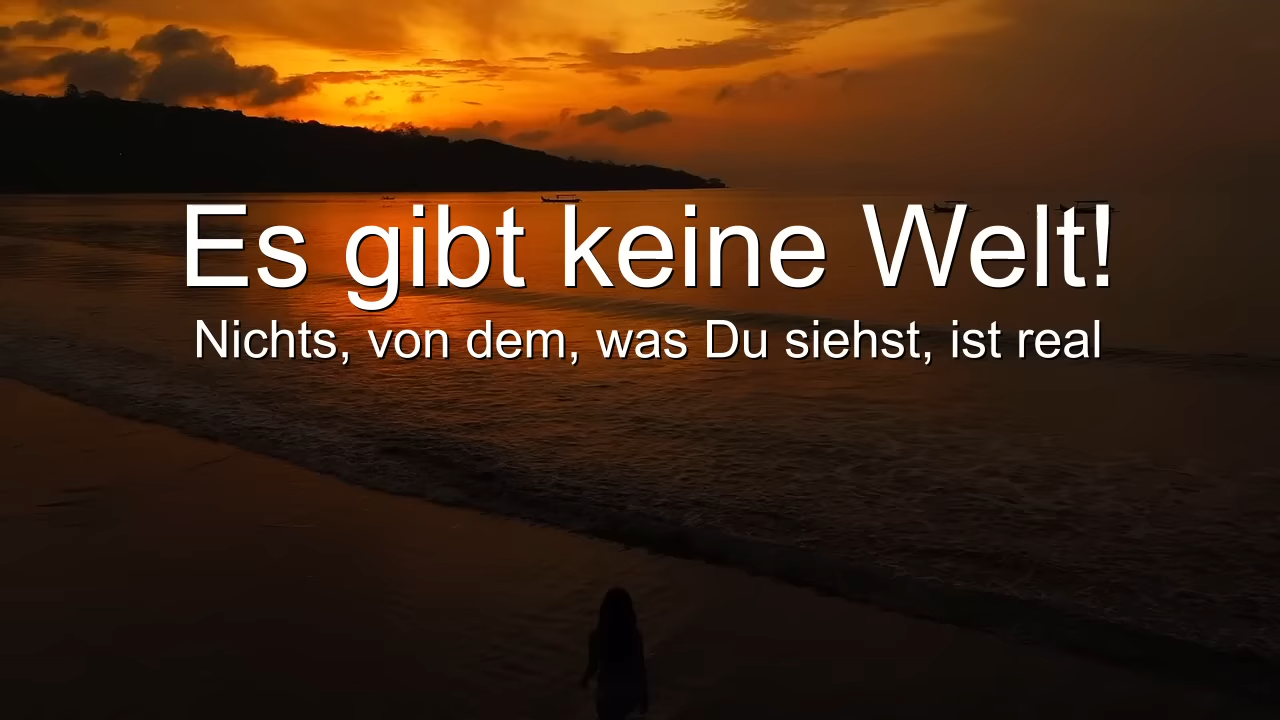 Es gibt keine Welt!
Nichts, von dem, was Du siehst, ist real